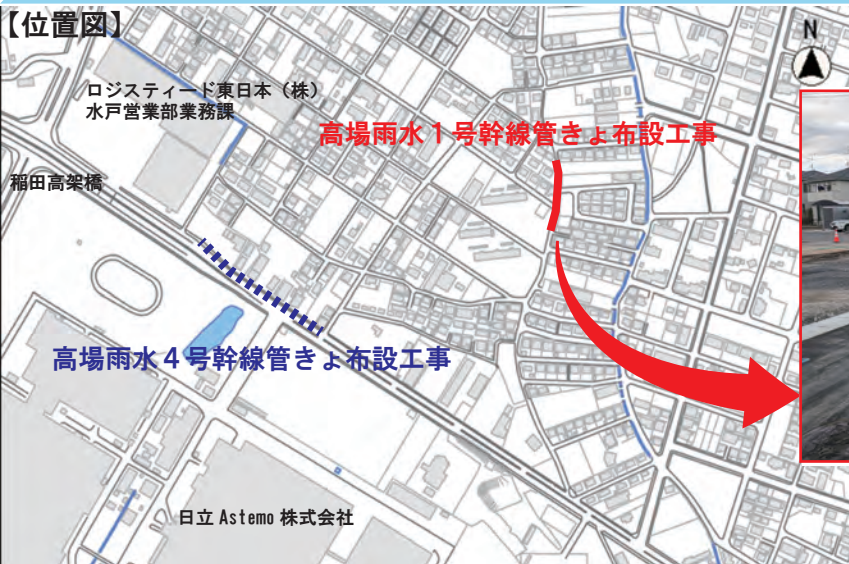 【位置図】
N
ロジスティード東日本（株）
水戸営業部業務課
高場雨水１号幹線管きょ布設工事
稲田高架橋
高場雨水４号幹線管きょ布設工事
日立 Astemo 株式会社